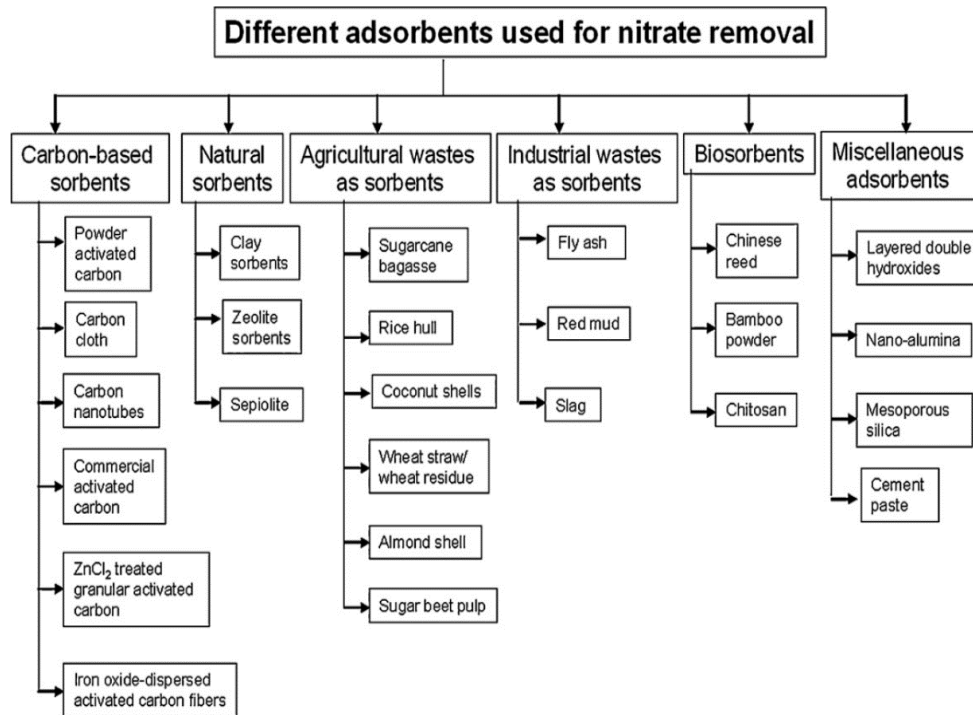 Different adsorbents used for nitrate removal
Carbon-based
sorbents
Powder
activated
carbon
Carbon
cloth
Carbon
nanotubes
Commercial
activated
carbon
ZnCl₂ treated
granular activated
carbon
Iron oxide-dispersed
activated carbon fibers
Natural
sorbents
Clay
sorbents
Zeolite
sorbents
Sepiolite
Agricultural wastes
as sorbents
Sugarcane
bagasse
Rice hull
Coconut shells
Wheat straw/
wheat residue
Almond shell
Sugar beet pulp
Industrial wastes
as sorbents
Fly ash
Red mud
Slag
Biosorbents
Chinese
reed
Bamboo
powder
Chitosan
Miscellaneous
adsorbents
Layered double
hydroxides
Nano-alumina
Mesoporous
silica
Cement
paste